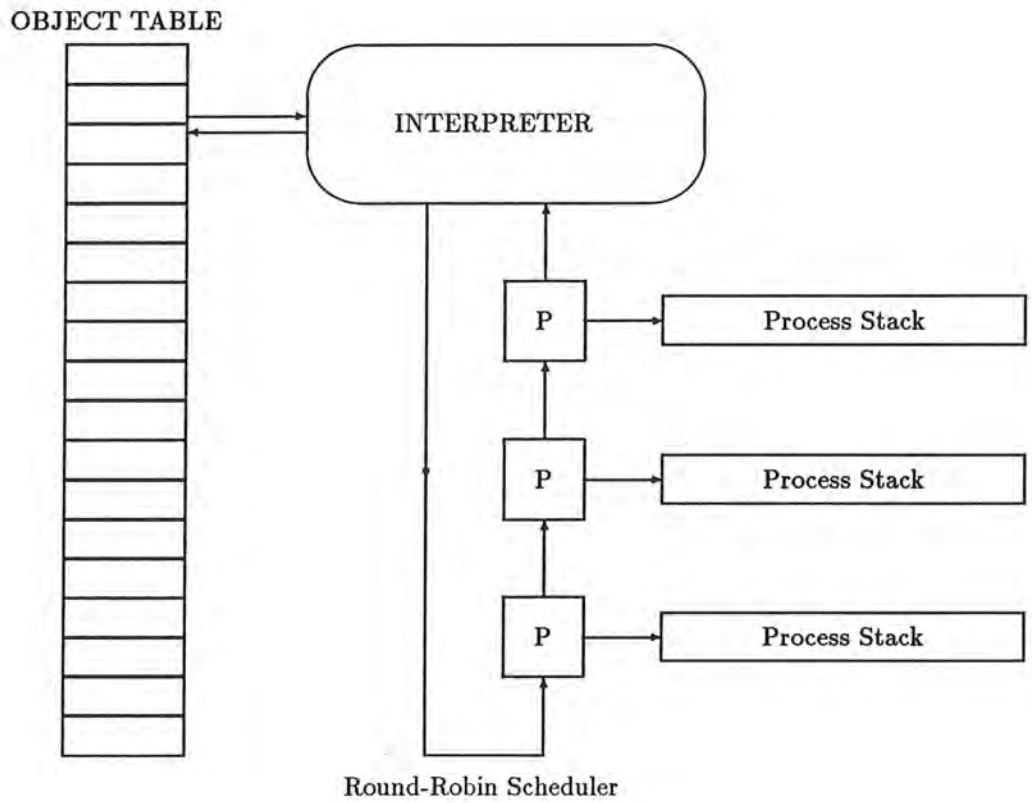 OBJECT TABLE
INTERPRETER
P
Process Stack
P
Process Stack
P
Process Stack
Round-Robin Scheduler